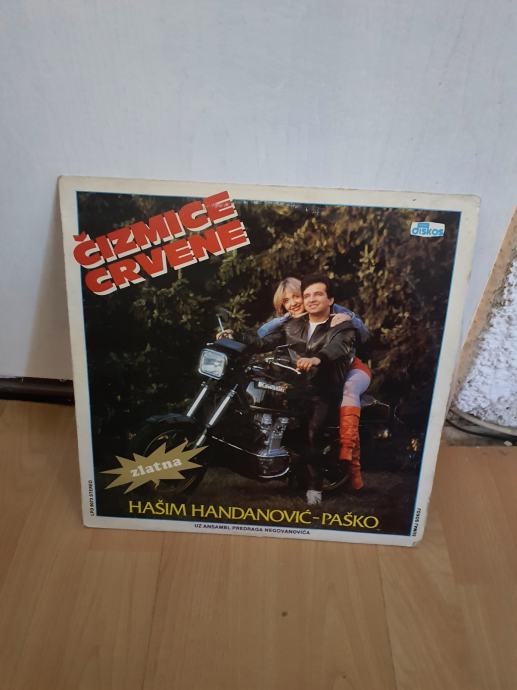 ČIZMICE
CRVENE
diskos
zlatna
HAŠIM HANDANOVIĆ-PAŠKO
UZ ANSAMBL PREDRAGA NEGOVANOVIĆA